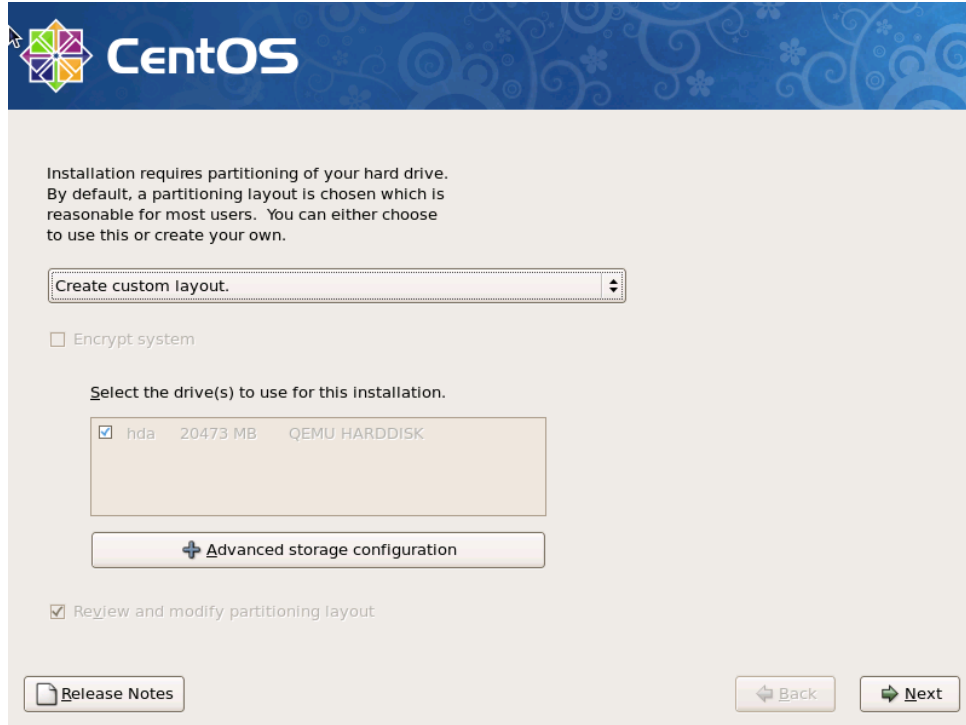 CentOS
Installation requires partitioning of your hard drive.
By default, a partitioning layout is chosen which is
reasonable for most users.  You can either choose
to use this or create your own.
Create custom layout.
Encrypt system
Select the drive(s) to use for this installation.
hda 20473 MB QEMU HARDDISK
Advanced storage configuration
Review and modify partitioning layout
Release Notes
Back
Next